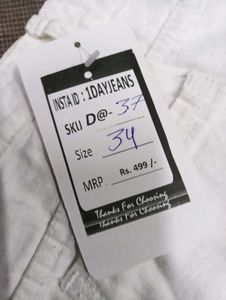 INSTA ID : 1DAYJEANS
SKU D@- 37
Size 34
MRP. Rs. 499 /-
Thanks For Choosing
Thanks For Choosing